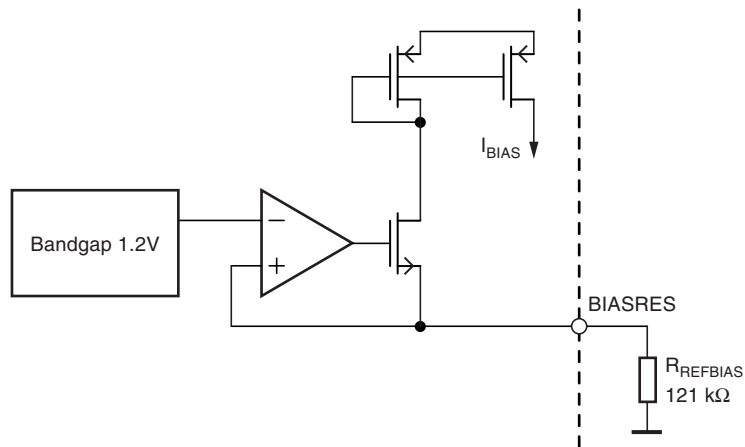 I_BIAS
Bandgap 1.2V
−
+
BIASRES
R_REFBIAS
121 kΩ